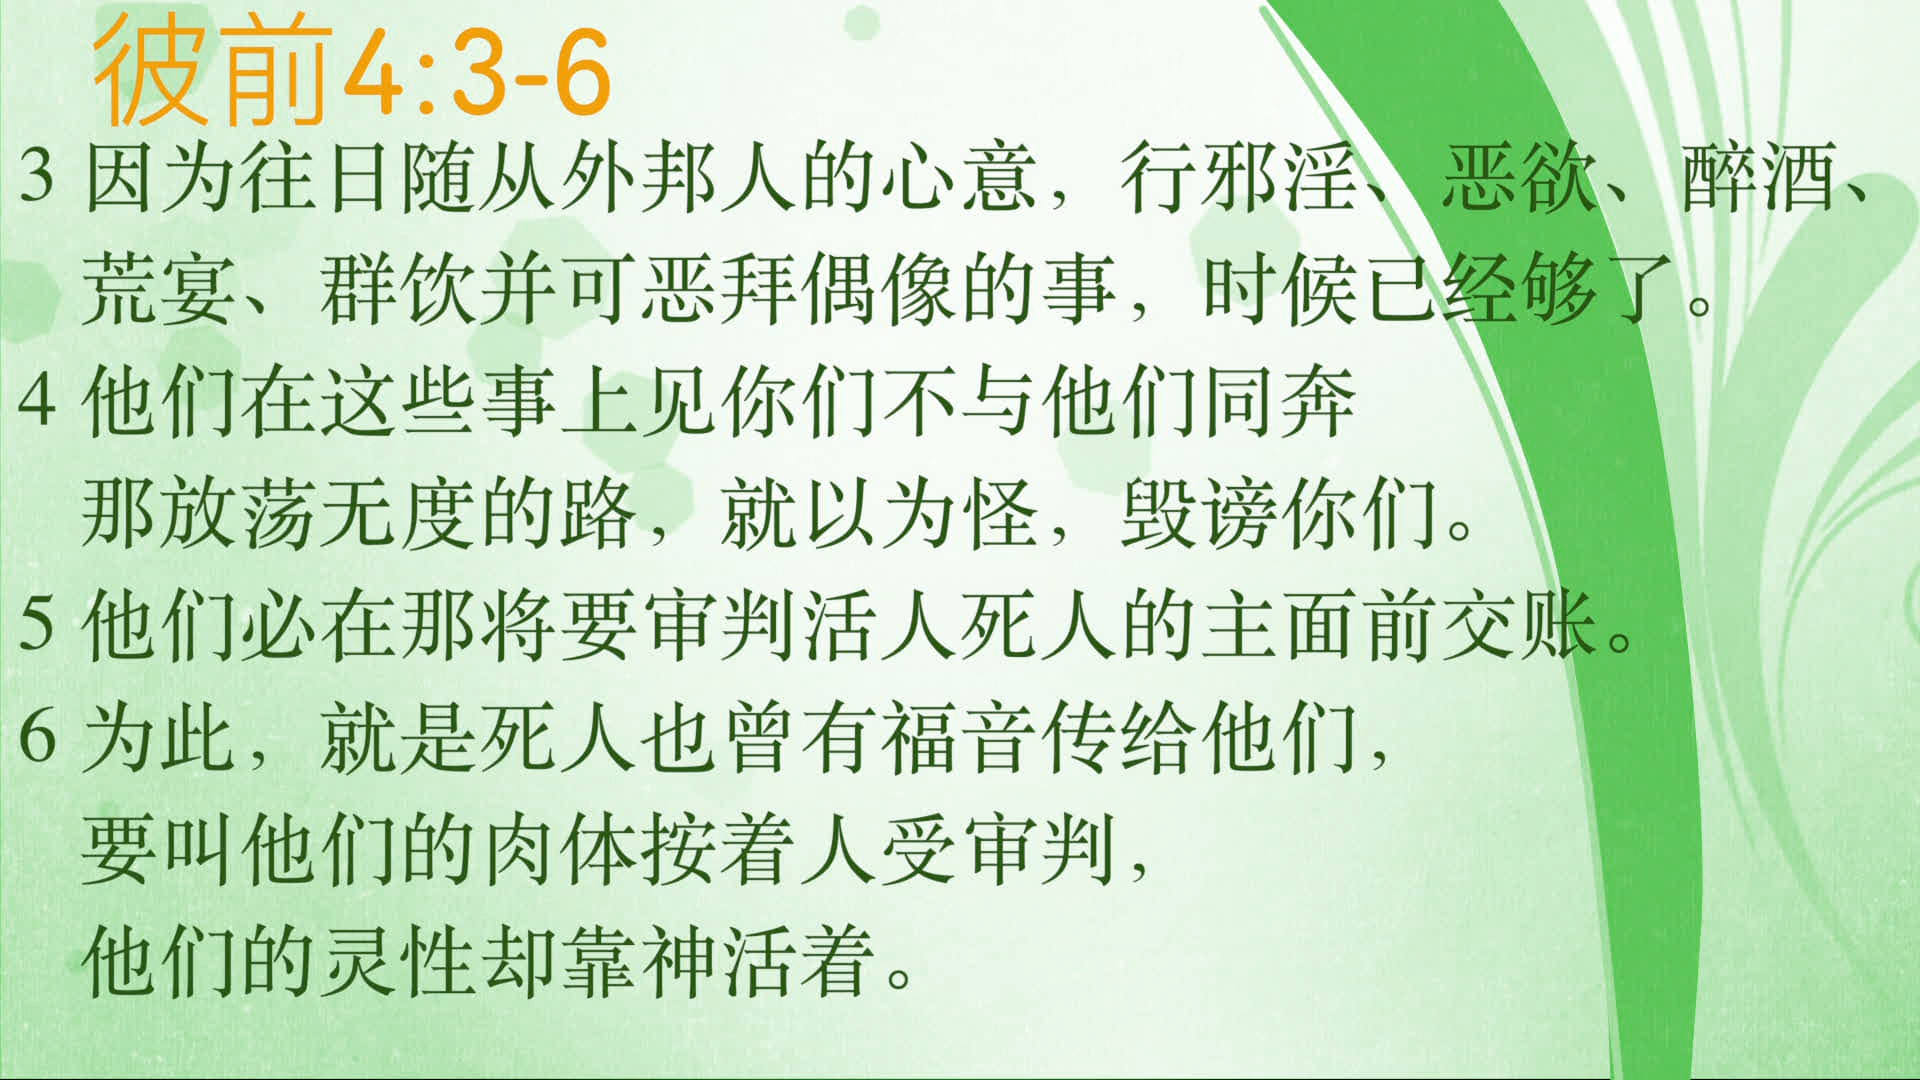 彼前4:3-6
3 因为往日随从外邦人的心意，行邪淫、恶欲、醉酒、
荒宴、群饮并可恶拜偶像的事，时候已经够了。
4 他们在这些事上见你们不与他们同奔
那放荡无度的路，就以为怪，毁谤你们。
5 他们必在那将要审判活人死人的主面前交账。
6 为此，就是死人也曾有福音传给他们，
要叫他们的肉体按着人受审判，
他们的灵性却靠神活着。